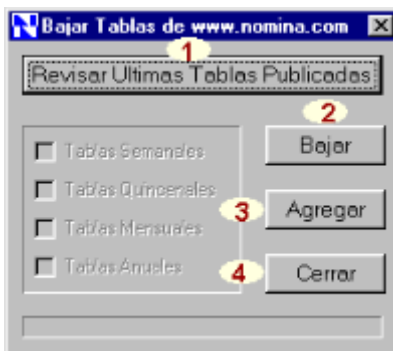 N Bajar Tablas de www.nomina.com
1
Revisar Ultimas Tablas Publicadas
2
Bajar
Tablas Semanales
Tablas Quincenales
3
Agregar
Tablas Mensuales
Tablas Anuales
4
Cerrar